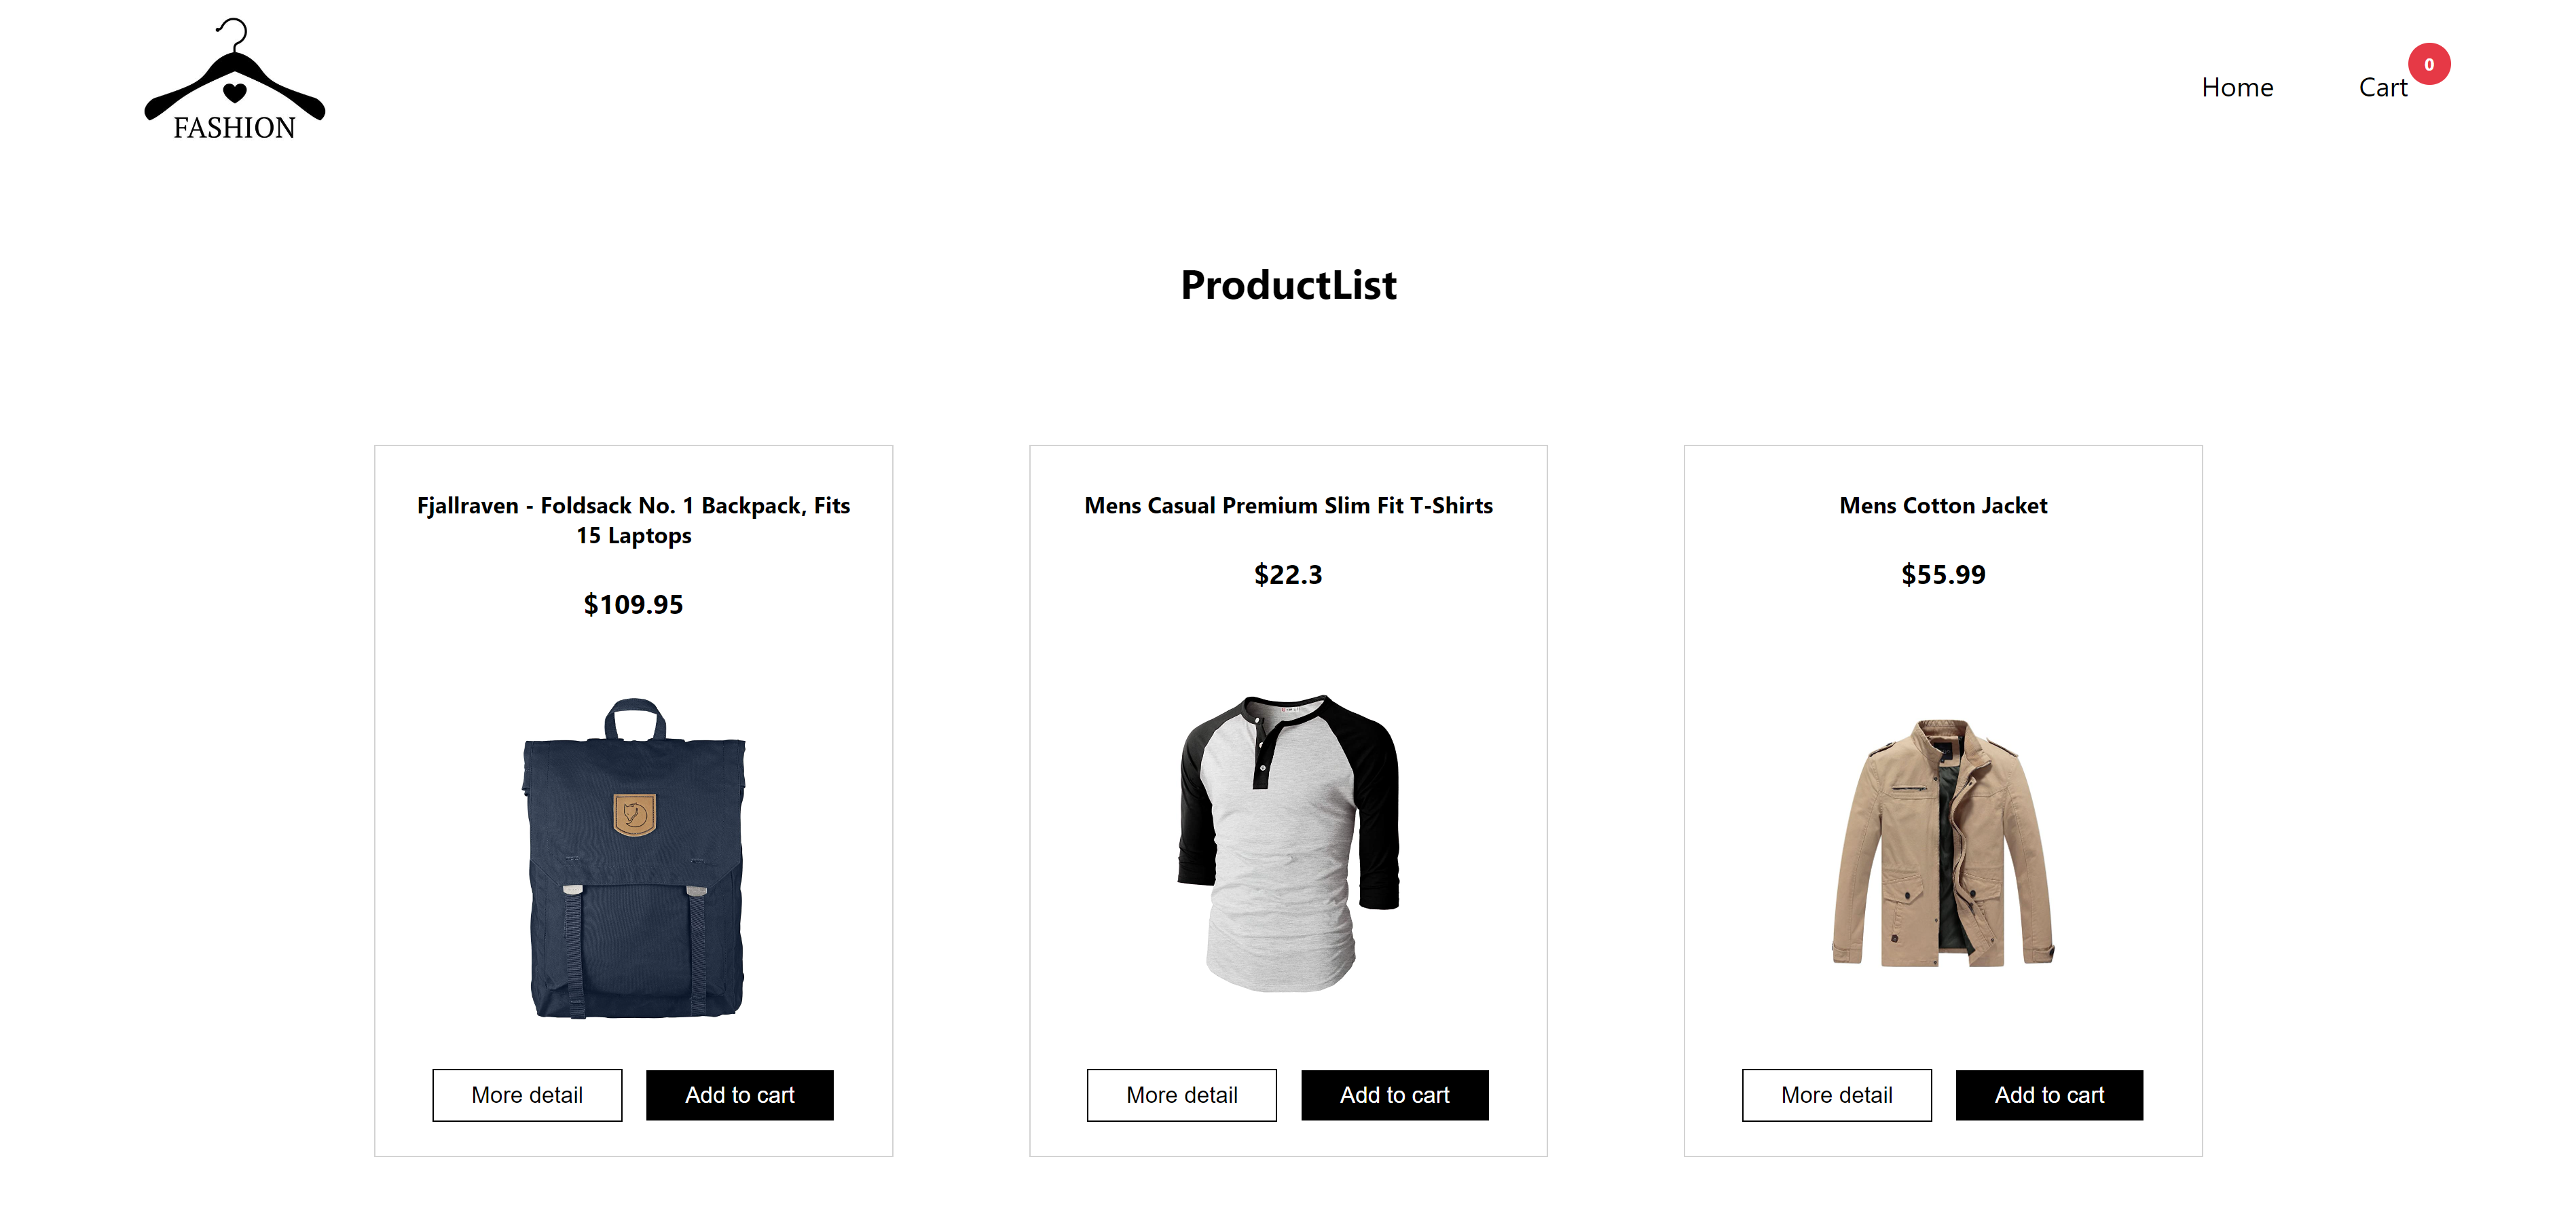 FASHION
Home
Cart
0
ProductList
Fjallraven - Foldsack No. 1 Backpack, Fits
15 Laptops
$109.95
More detail
Add to cart
Mens Casual Premium Slim Fit T-Shirts
$22.3
More detail
Add to cart
Mens Cotton Jacket
$55.99
More detail
Add to cart